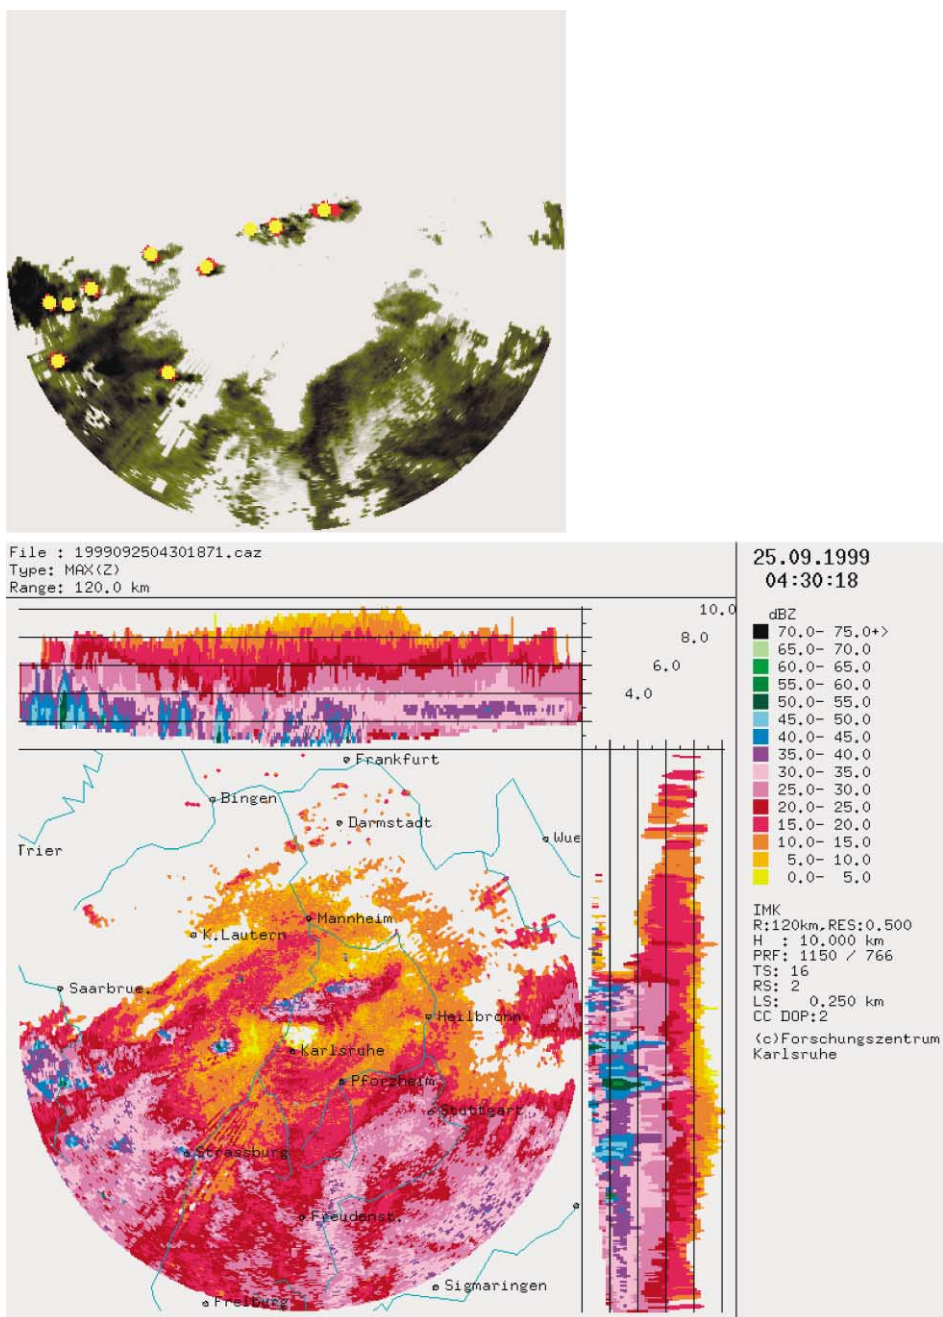 File : 1999092504301871.caz
Type: MAX(Z)
Range: 120.0 km
25.09.1999
04:30:18
10.0
8.0
6.0
4.0
dBZ
70.0- 75.0+>
65.0- 70.0
60.0- 65.0
55.0- 60.0
50.0- 55.0
45.0- 50.0
40.0- 45.0
35.0- 40.0
30.0- 35.0
25.0- 30.0
20.0- 25.0
15.0- 20.0
10.0- 15.0
5.0- 10.0
0.0- 5.0
IMK
R:120km,RES:0.500
H : 10.000 km
PRF: 1150 / 766
TS: 16
RS: 2
LS: 0.250 km
CC DOP:2
(c)Forschungszentrum
Karlsruhe
Frankfurt
Bingen
Darmstadt
Wue
Trier
Mannheim
K.Lautern
Saarbrue.
Heilbronn
Karlsruhe
Pforzheim
Stuttgart
Strassburg
Freudenst.
Sigmaringen
Freiburg